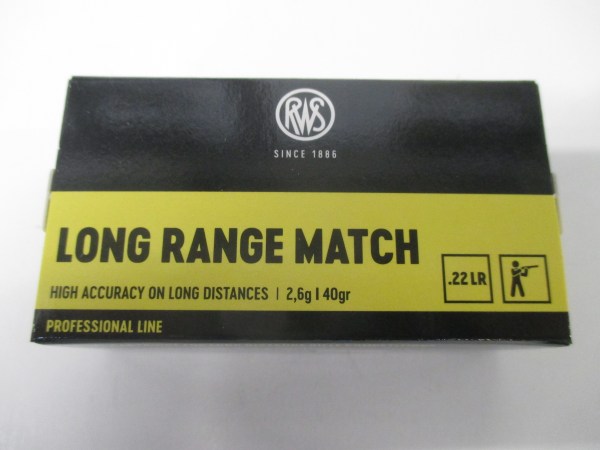 RWS
SINCE 1886
LONG RANGE MATCH
HIGH ACCURACY ON LONG DISTANCES | 2,6g | 40gr
.22 LR
PROFESSIONAL LINE